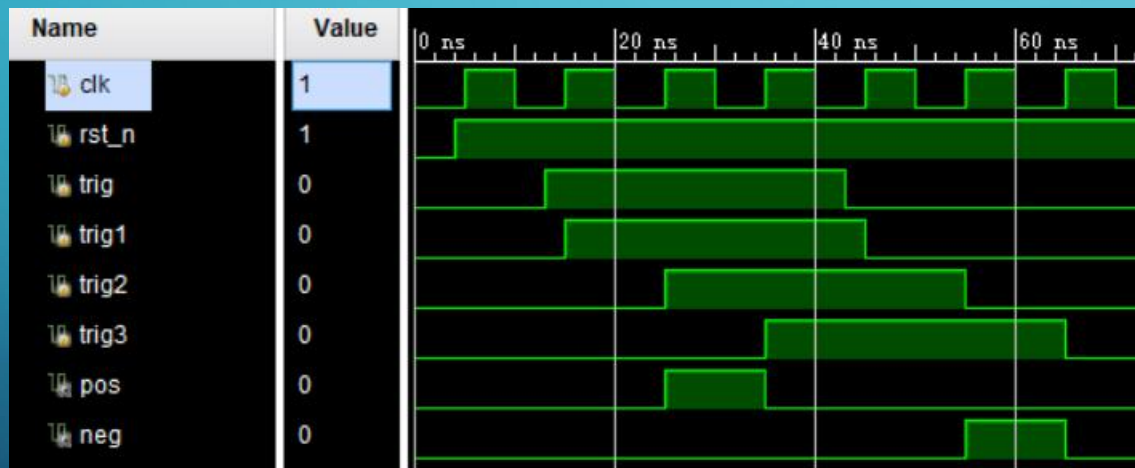 Name Value 0 ns 20 ns 40 ns 60 ns
clk 1
rst_n 1
trig 0
trig1 0
trig2 0
trig3 0
pos 0
neg 0